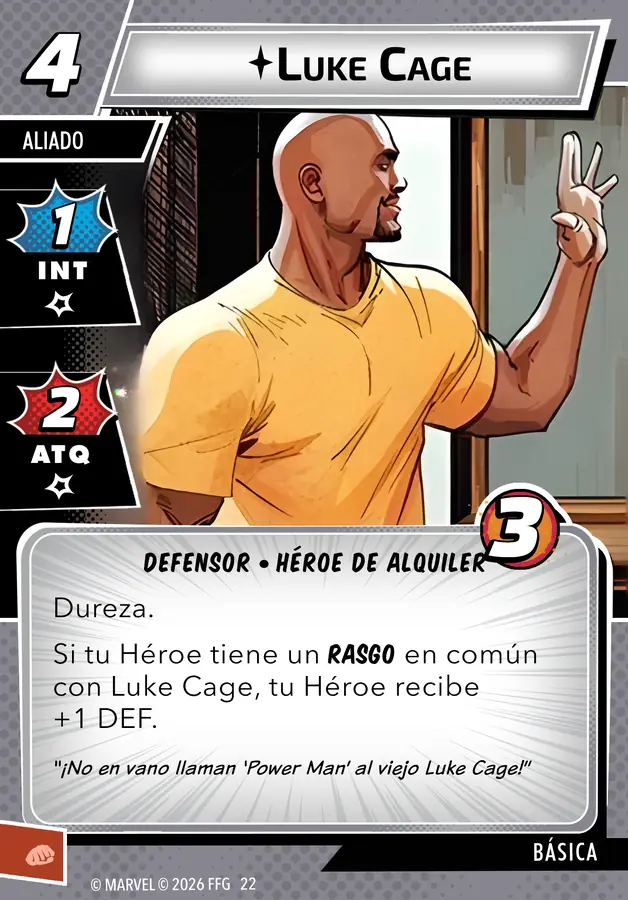 4
Luke Cage
ALIADO
1
INT
2
ATQ
3
DEFENSOR • HÉROE DE ALQUILER
Dureza.
Si tu Héroe tiene un RASGO en común
con Luke Cage, tu Héroe recibe
+1 DEF.
"¡No en vano llaman 'Power Man' al viejo Luke Cage!"
BÁSICA
© MARVEL © 2026 FFG 22